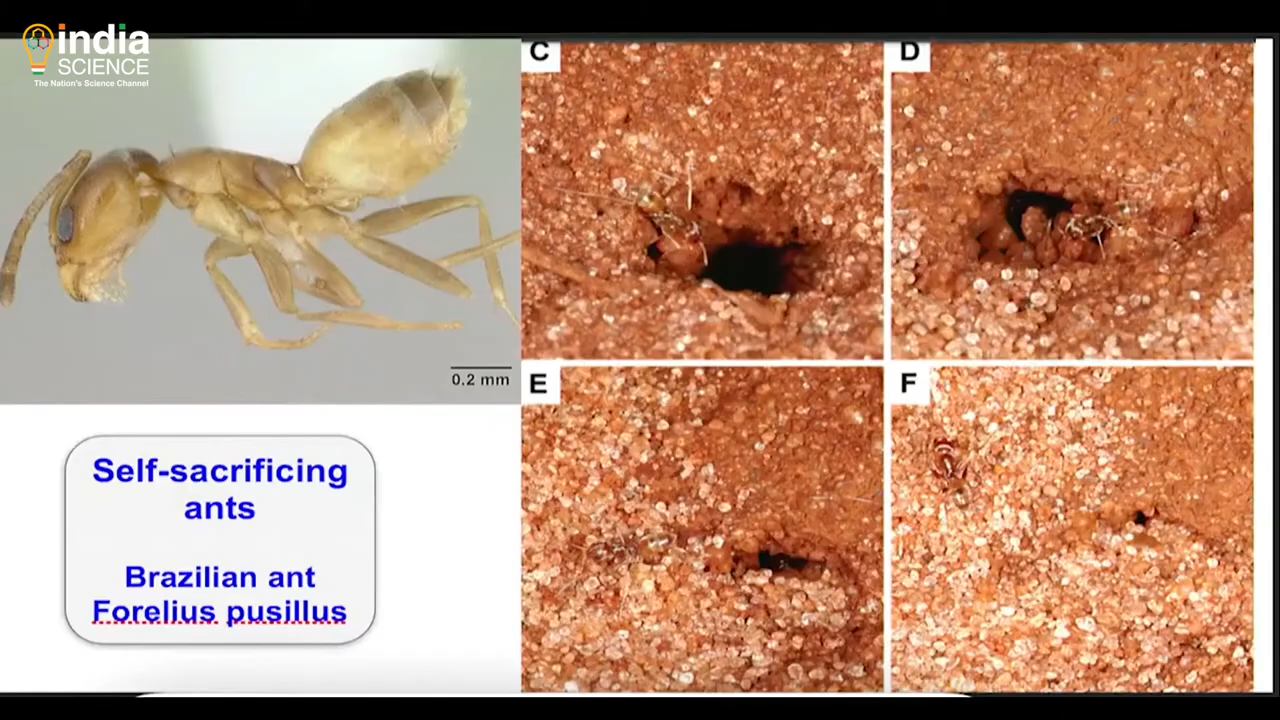 india
SCIENCE
The Nation's Science Channel
C
D
0.2 mm
E
F
Self-sacrificing
ants
Brazilian ant
Forelius pusillus